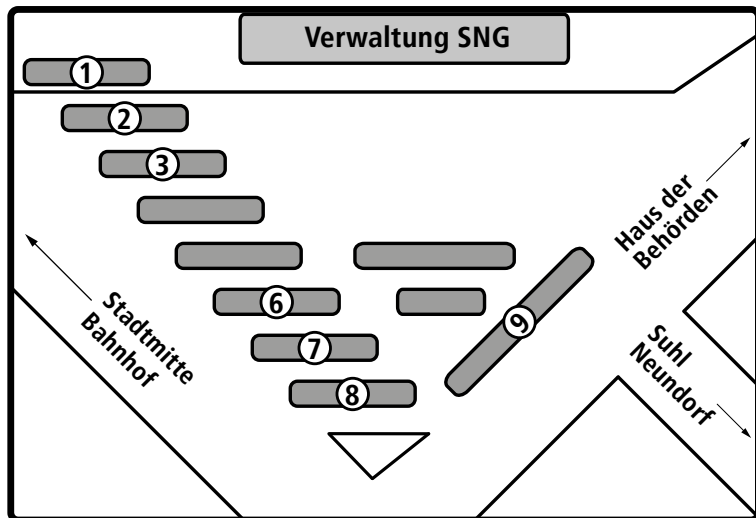 Verwaltung SNG
1
2
3
6
7
8
9
Stadtmitte
Bahnhof
Haus der
Behörden
Suhl
Neundorf